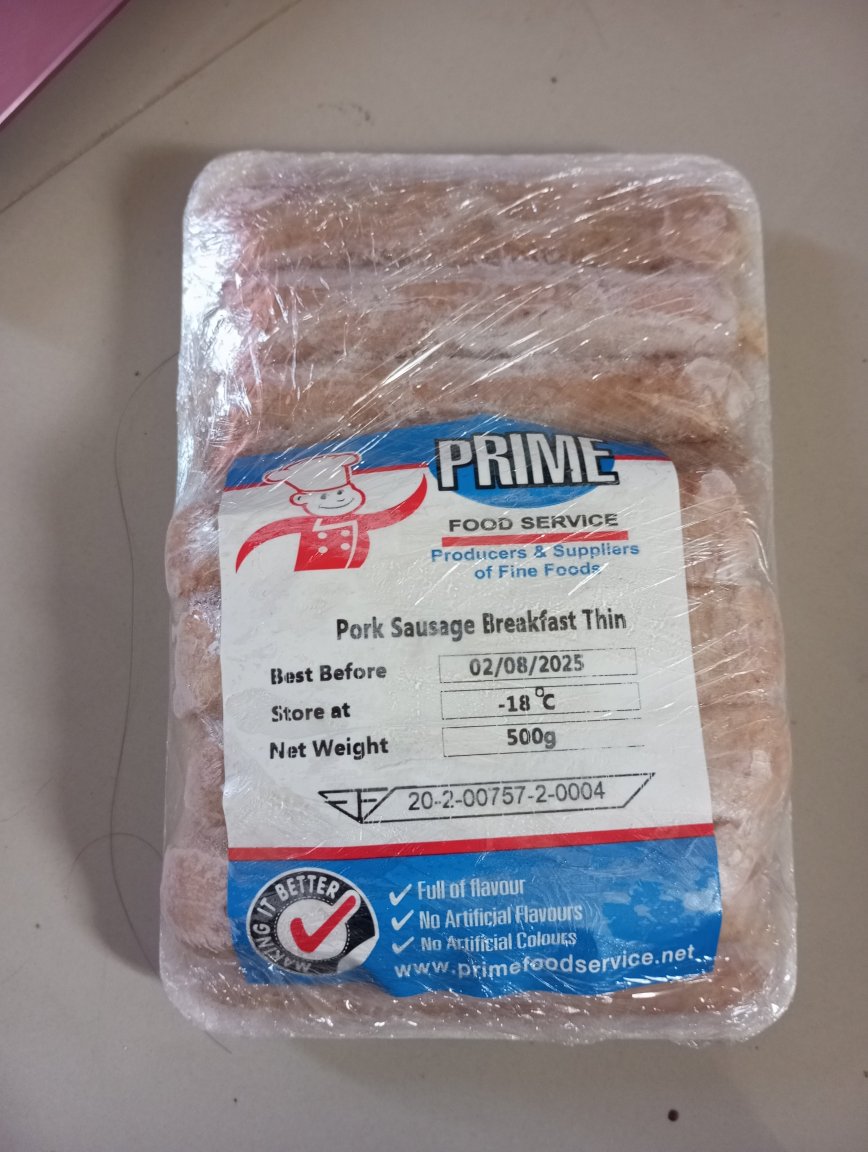 PRIME
FOOD SERVICE
Producers & Suppliers
of Fine Foods
Pork Sausage Breakfast Thin
Best Before 02/08/2025
Store at -18 °C
Net Weight 500g
20-2-00757-2-0004
MAKING IT BETTER
Full of flavour
No Artificial Flavours
No Artificial Colours
www.primefoodservice.net